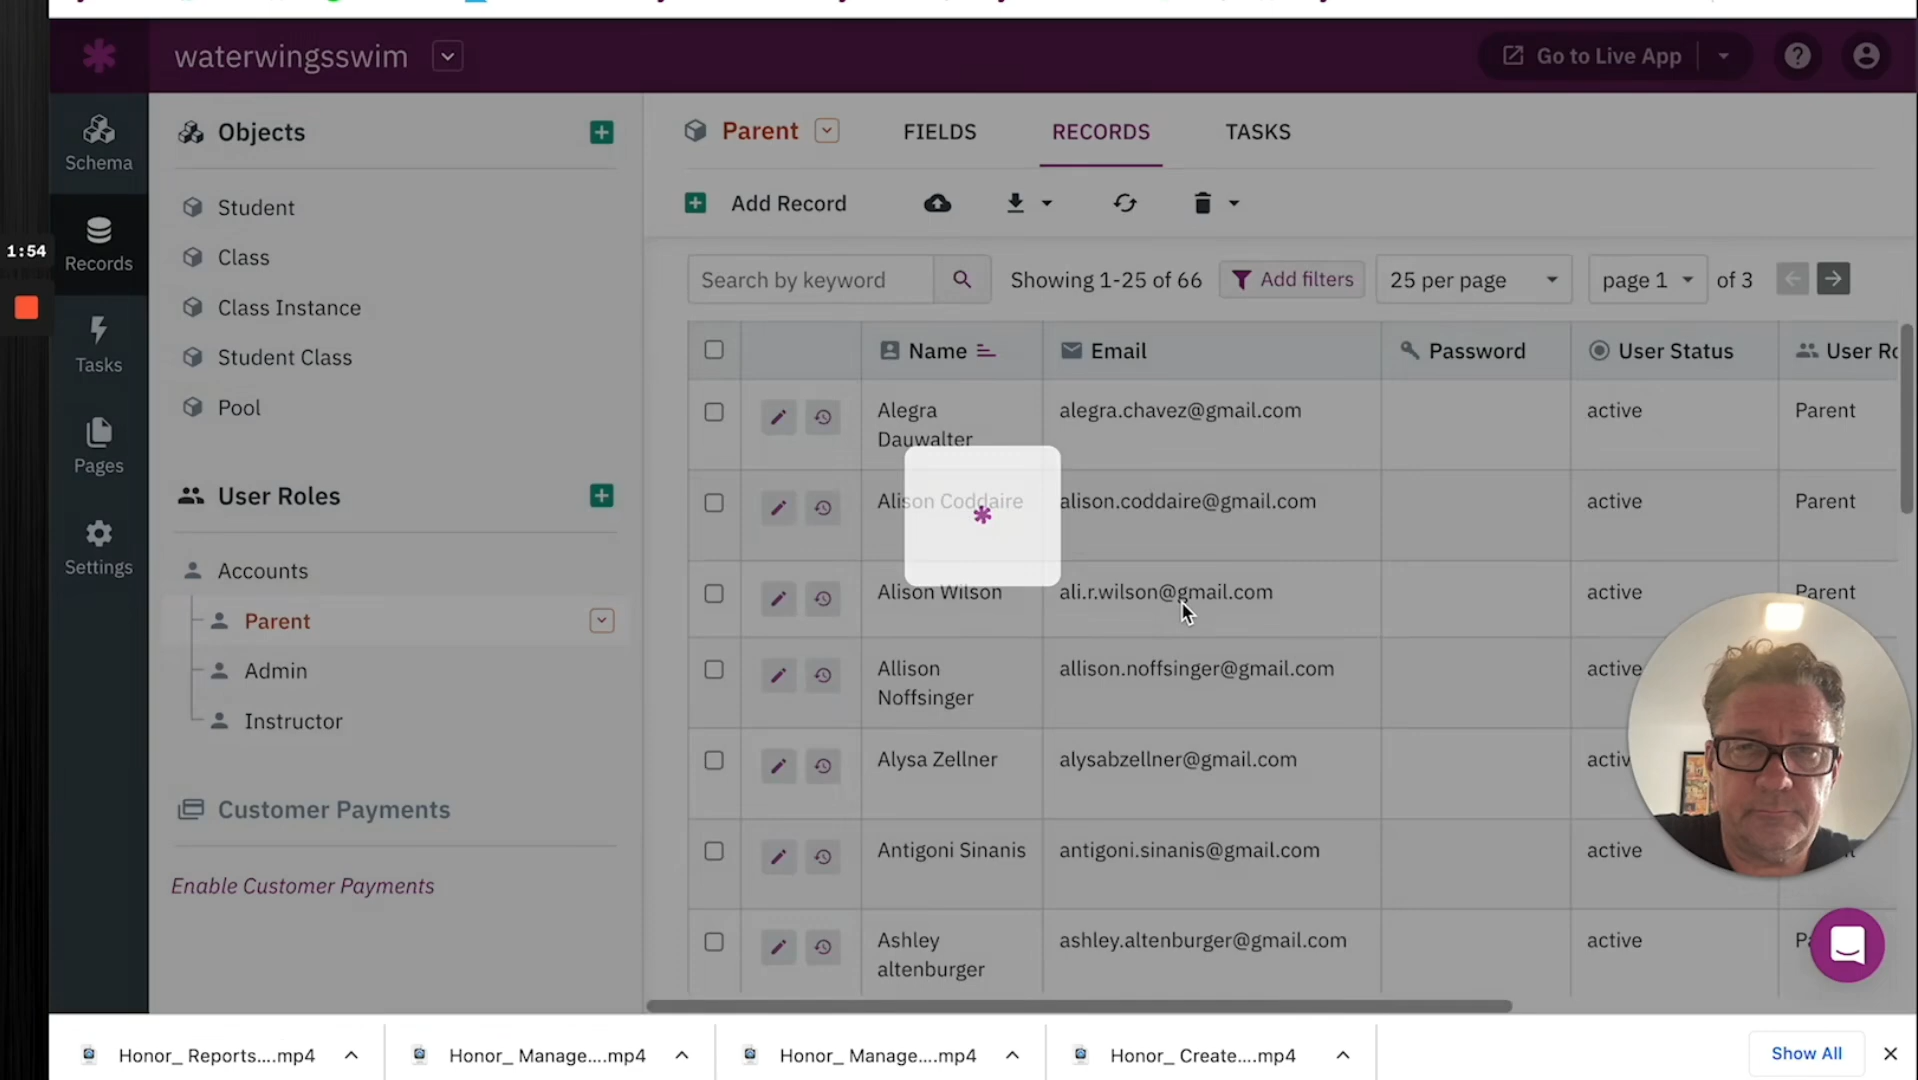 waterwingsswim
Go to Live App
1:54
Schema
Records
Tasks
Pages
Settings
Objects
Student
Class
Class Instance
Student Class
Pool
User Roles
Accounts
Parent
Admin
Instructor
Customer Payments
Enable Customer Payments
Parent
FIELDS
RECORDS
TASKS
Add Record
Search by keyword
Showing 1-25 of 66
Add filters
25 per page
page 1
of 3
Name
Email
Password
User Status
User Ro
Alegra
Dauwalter
alegra.chavez@gmail.com
active
Parent
Alison Coddaire
alison.coddaire@gmail.com
active
Parent
Alison Wilson
ali.r.wilson@gmail.com
active
Parent
Allison
Noffsinger
allison.noffsinger@gmail.com
active
Alysa Zellner
alysabzellner@gmail.com
activ
Antigoni Sinanis
antigoni.sinanis@gmail.com
active
Ashley
altenburger
ashley.altenburger@gmail.com
active
Honor_ Reports....mp4
Honor_ Manage....mp4
Honor_ Manage....mp4
Honor_ Create....mp4
Show All